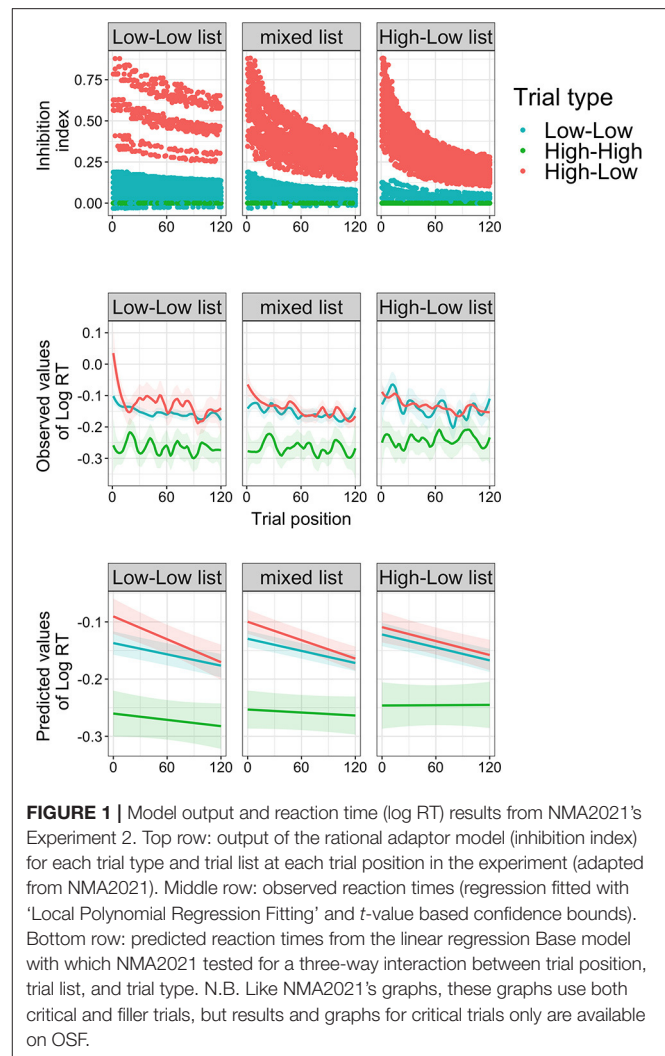 Low-Low list
mixed list
High-Low list
Inhibition
index
0.75
0.50
0.25
0.00
0
60
120
0
60
120
0
60
120
Trial type
Low-Low
High-High
High-Low
Low-Low list
mixed list
High-Low list
Observed values
of Log RT
0.1
0.0
-0.1
-0.2
-0.3
0
60
120
0
60
120
0
60
120
Trial position
Low-Low list
mixed list
High-Low list
Predicted values
of Log RT
-0.1
-0.2
-0.3
0
60
120
0
60
120
0
60
120
FIGURE 1 | Model output and reaction time (log RT) results from NMA2021's
Experiment 2. Top row: output of the rational adaptor model (inhibition index)
for each trial type and trial list at each trial position in the experiment (adapted
from NMA2021). Middle row: observed reaction times (regression fitted with
'Local Polynomial Regression Fitting' and t-value based confidence bounds).
Bottom row: predicted reaction times from the linear regression Base model
with which NMA2021 tested for a three-way interaction between trial position,
trial list, and trial type. N.B. Like NMA2021's graphs, these graphs use both
critical and filler trials, but results and graphs for critical trials only are available
on OSF.